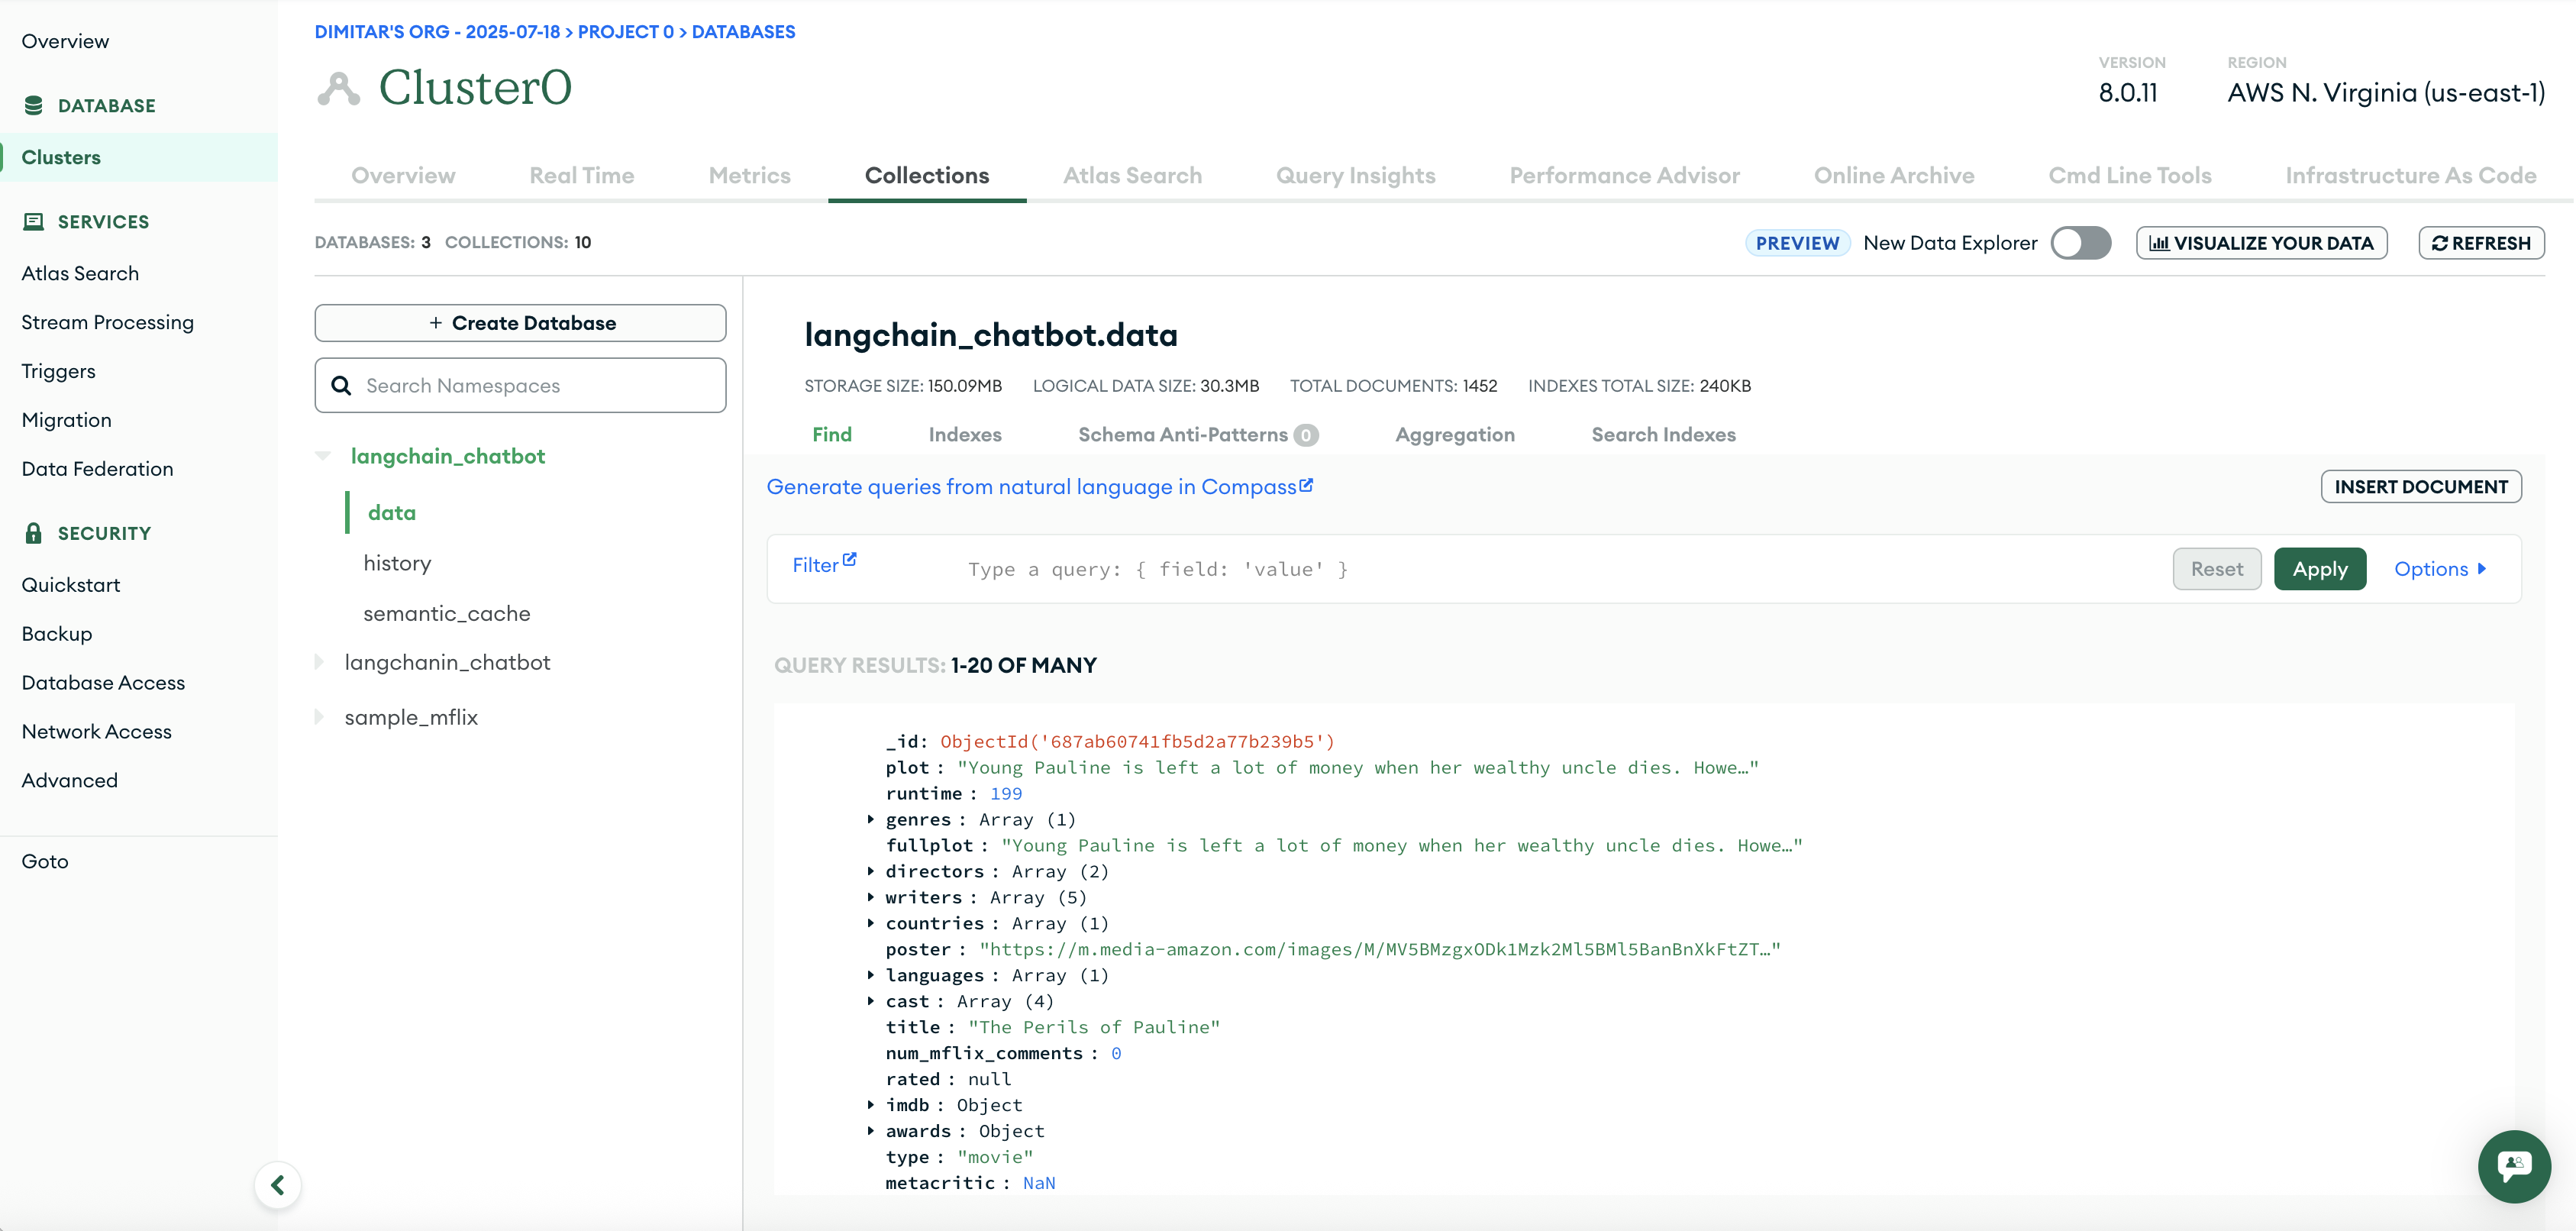 Overview
DATABASE
Clusters
SERVICES
Atlas Search
Stream Processing
Triggers
Migration
Data Federation
SECURITY
Quickstart
Backup
Database Access
Network Access
Advanced
Goto
DIMITAR'S ORG - 2025-07-18 > PROJECT 0 > DATABASES
Cluster0
VERSION
8.0.11
REGION
AWS N. Virginia (us-east-1)
Overview Real Time Metrics Collections Atlas Search Query Insights Performance Advisor Online Archive Cmd Line Tools Infrastructure As Code
DATABASES: 3 COLLECTIONS: 10
PREVIEW New Data Explorer VISUALIZE YOUR DATA REFRESH
+ Create Database
Search Namespaces
langchain_chatbot
data
history
semantic_cache
langchanin_chatbot
sample_mflix
langchain_chatbot.data
STORAGE SIZE: 150.09MB LOGICAL DATA SIZE: 30.3MB TOTAL DOCUMENTS: 1452 INDEXES TOTAL SIZE: 240KB
Find Indexes Schema Anti-Patterns 0 Aggregation Search Indexes
Generate queries from natural language in Compass
INSERT DOCUMENT
Filter Type a query: { field: 'value' } Reset Apply Options
QUERY RESULTS: 1-20 OF MANY
_id: ObjectId('687ab60741fb5d2a77b239b5')
plot : "Young Pauline is left a lot of money when her wealthy uncle dies. Howe…"
runtime : 199
genres : Array (1)
fullplot : "Young Pauline is left a lot of money when her wealthy uncle dies. Howe…"
directors : Array (2)
writers : Array (5)
countries : Array (1)
poster : "https://m.media-amazon.com/images/M/MV5BMzgxODk1Mzk2Ml5BMl5BanBnXkFtZT…"
languages : Array (1)
cast : Array (4)
title : "The Perils of Pauline"
num_mflix_comments : 0
rated : null
imdb : Object
awards : Object
type : "movie"
metacritic : NaN